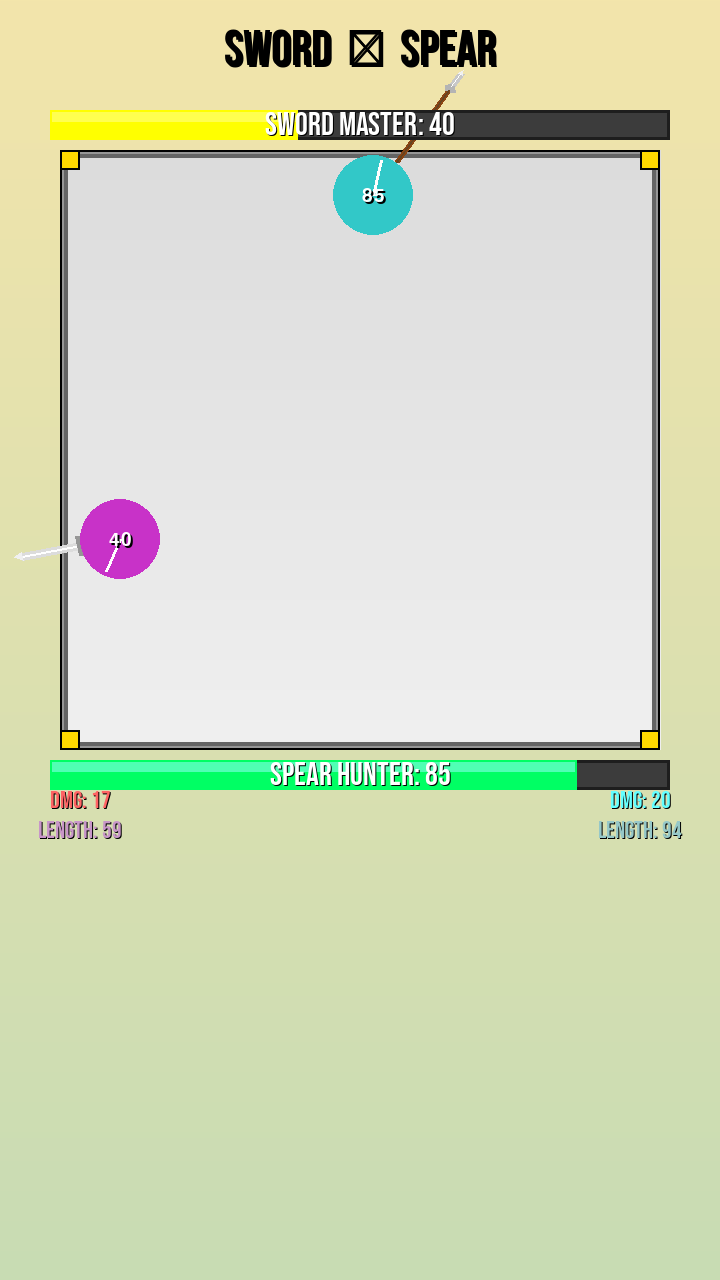 SWORD ☒ SPEAR
SWORD MASTER: 40
85
40
SPEAR HUNTER: 85
DMG: 17
DMG: 20
LENGTH: 59
LENGTH: 94